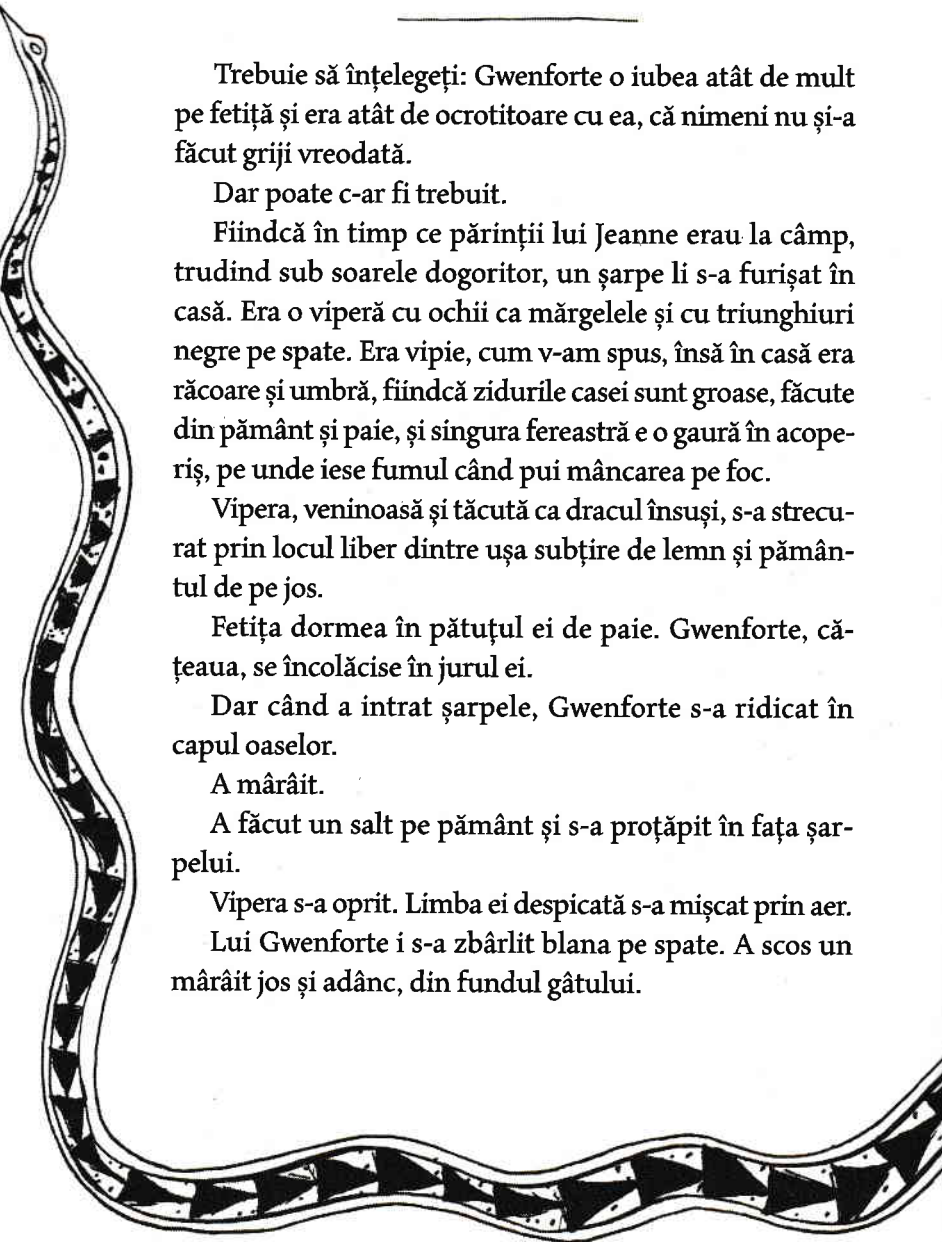 Trebuie să înțelegeți: Gwenforte o iubea atât de mult
pe fetiță și era atât de ocrotitoare cu ea, că nimeni nu și-a
făcut griji vreodată.
Dar poate c-ar fi trebuit.
Fiindcă în timp ce părinții lui Jeanne erau la câmp,
trudind sub soarele dogoritor, un șarpe li s-a furișat în
casă. Era o viperă cu ochii ca mărgelele și cu triunghiuri
negre pe spate. Era vipie, cum v-am spus, însă în casă era
răcoare și umbră, fiindcă zidurile casei sunt groase, făcute
din pământ și paie, și singura fereastră e o gaură în acope-
riș, pe unde iese fumul când pui mâncarea pe foc.
Vipera, veninoasă și tăcută ca dracul însuși, s-a strecu-
rat prin locul liber dintre ușa subțire de lemn și pămân-
tul de pe jos.
Fetița dormea în pătuțul ei de paie. Gwenforte, că-
țeaua, se încolăcise în jurul ei.
Dar când a intrat șarpele, Gwenforte s-a ridicat în
capul oaselor.
A mârâit.
A făcut un salt pe pământ și s-a proțăpit în fața șar-
pelui.
Vipera s-a oprit. Limba ei despicată s-a mișcat prin aer.
Lui Gwenforte i s-a zbârlit blana pe spate. A scos un
mârâit jos și adânc, din fundul gâtului.